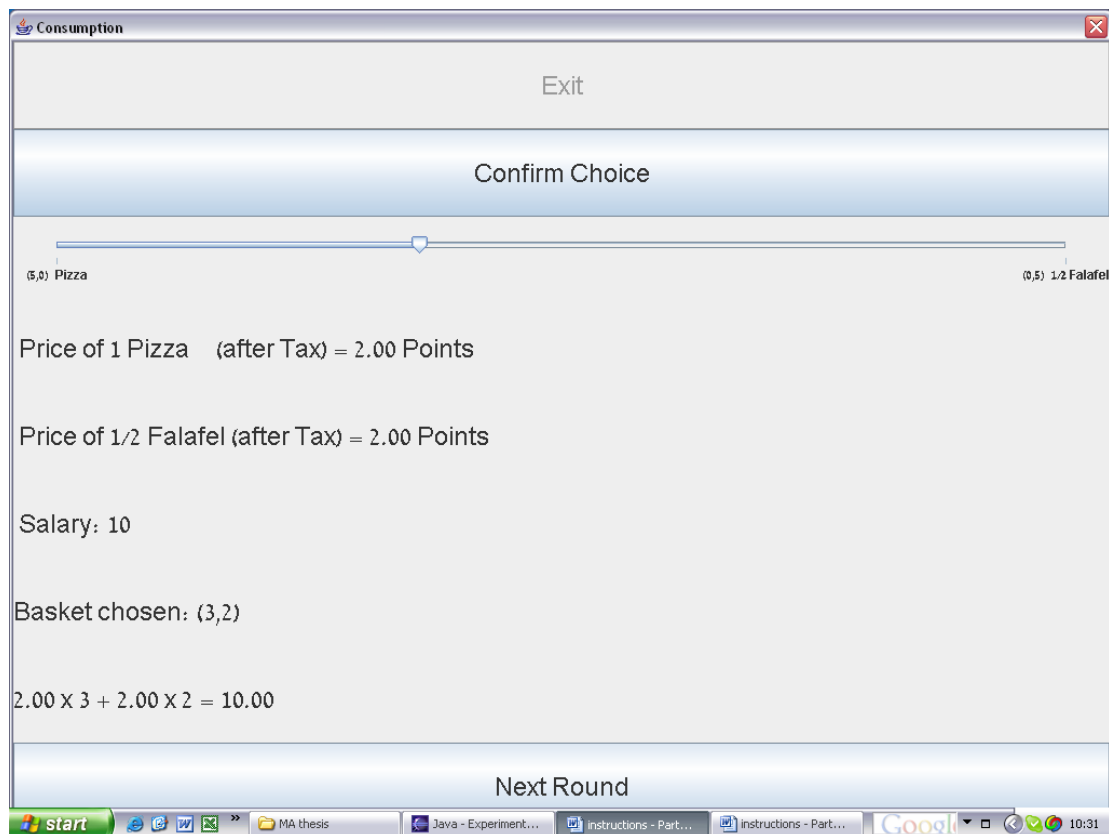 Consumption
Exit
Confirm Choice
(5,0) Pizza
(0,5) 1/2 Falafel
Price of 1 Pizza (after Tax) = 2.00 Points
Price of 1/2 Falafel (after Tax) = 2.00 Points
Salary: 10
Basket chosen: (3,2)
2.00 X 3 + 2.00 X 2 = 10.00
Next Round
start » MA thesis Java - Experiment... instructions - Part... instructions - Part... Googl 10:31